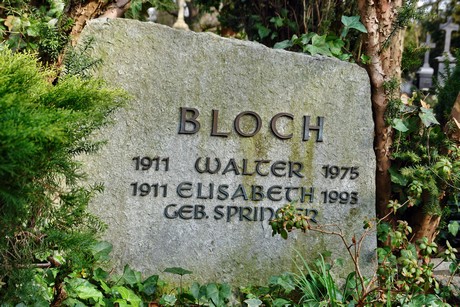 BLOCH
1911 WALTER 1975
1911 ELISABETH 1993
GEB. SPRINGER